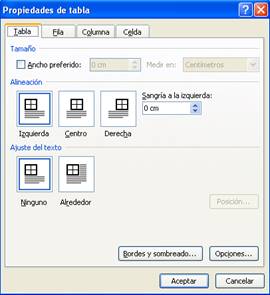 Propiedades de tabla
Tabla Fila Columna Celda
Tamaño
Ancho preferido: 0 cm Medir en: Centímetros
Alineación
Sangría a la izquierda:
0 cm
Izquierda Centro Derecha
Ajuste del texto
Ninguno Alrededor
Posición...
Bordes y sombreado... Opciones...
Aceptar Cancelar